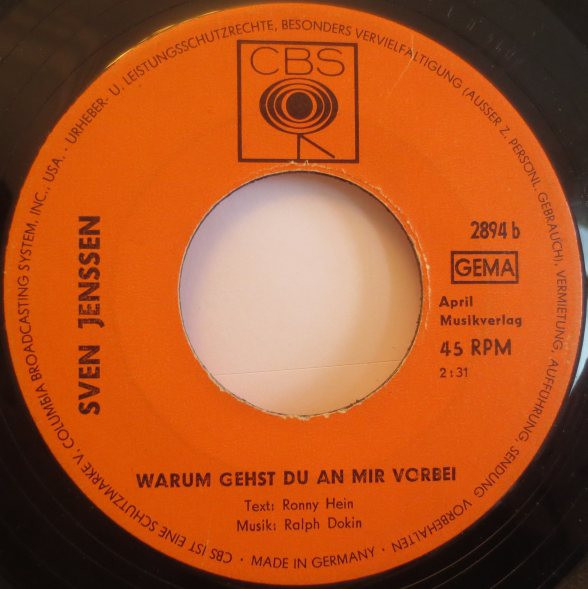 CBS
SVEN JENSSEN
2894 b
GEMA
April
Musikverlag
45 RPM
2:31
WARUM GEHST DU AN MIR VORBEI
Text: Ronny Hein
Musik: Ralph Dokin
CBS IST EINE SCHUTZMARKE V. COLUMBIA BROADCASTING SYSTEM, INC., USA. · URHEBER- U. LEISTUNGSSCHUTZRECHTE, BESONDERS VERVIELFÄLTIGUNG (AUSSER Z. PERSÖNL. GEBRAUCH), VERMIETUNG, AUFFÜHRUNG, SENDUNG VORBEHALTEN · MADE IN GERMANY ·